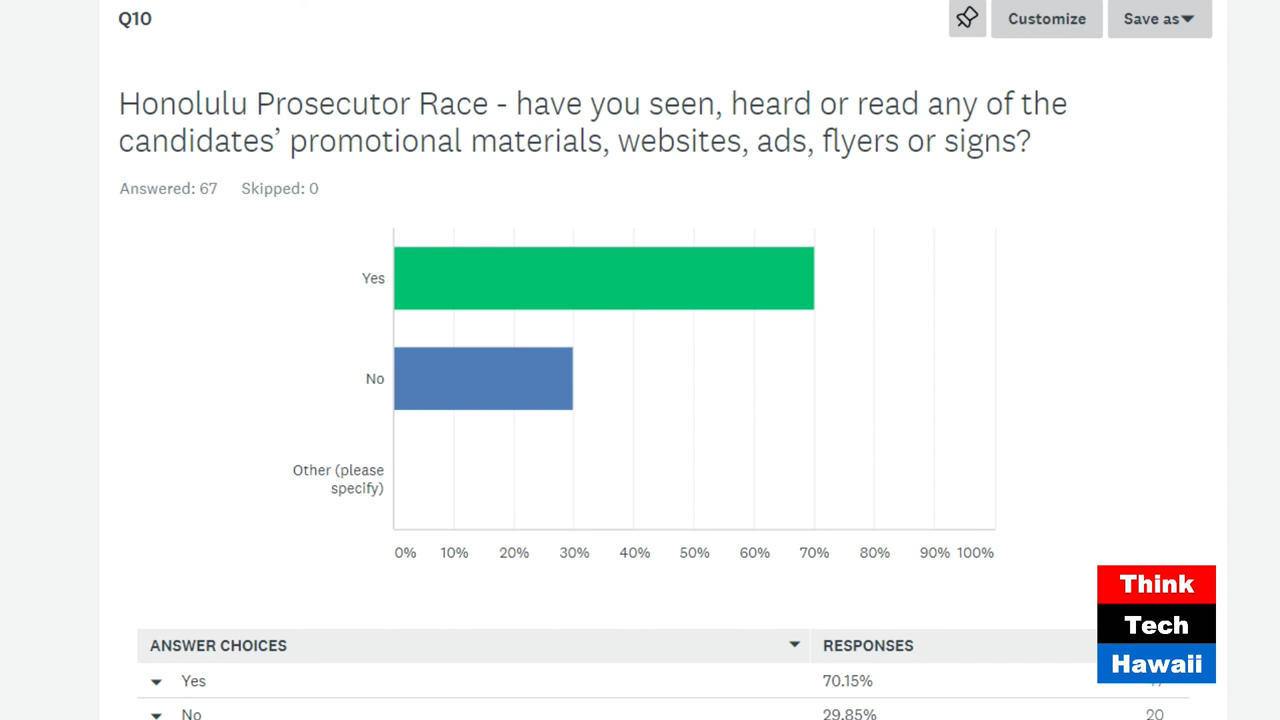 Q10
Customize
Save as
Honolulu Prosecutor Race - have you seen, heard or read any of the
candidates’ promotional materials, websites, ads, flyers or signs?
Answered: 67 Skipped: 0
Yes
No
Other (please
specify)
0% 10% 20% 30% 40% 50% 60% 70% 80% 90% 100%
Think
Tech
Hawaii
ANSWER CHOICES RESPONSES
Yes 70.15%
No 29.85% 20